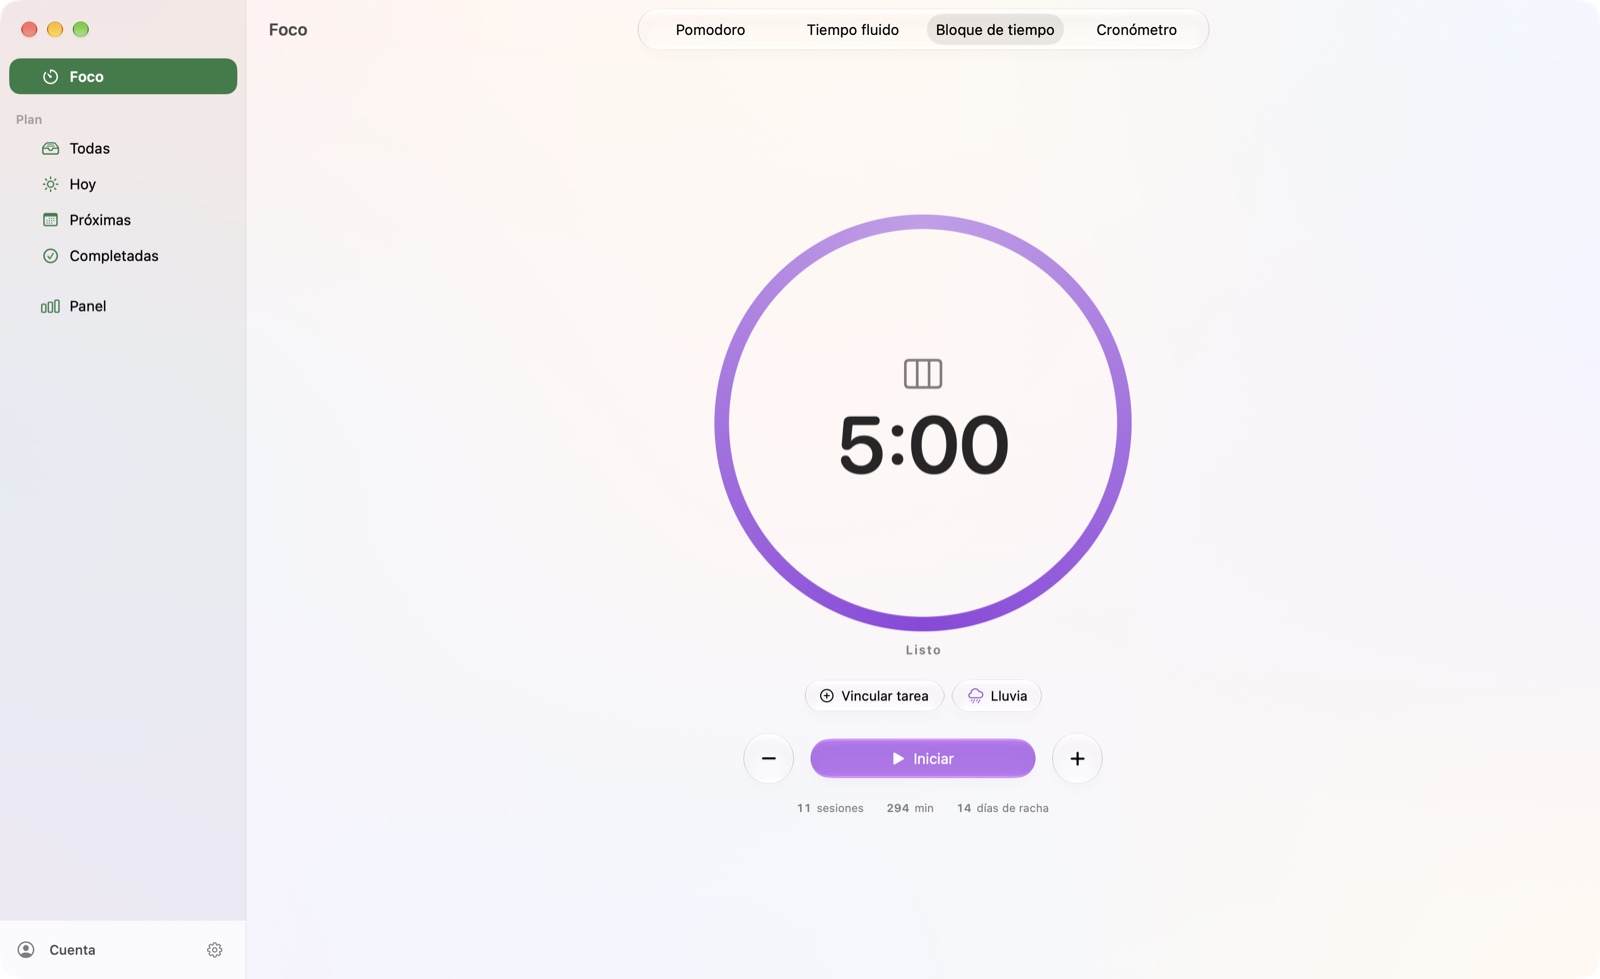 Foco
Plan
Todas
Hoy
Próximas
Completadas
Panel
Cuenta
Foco
Pomodoro
Tiempo fluido
Bloque de tiempo
Cronómetro
5:00
Listo
Vincular tarea
Lluvia
Iniciar
11 sesiones 294 min 14 días de racha